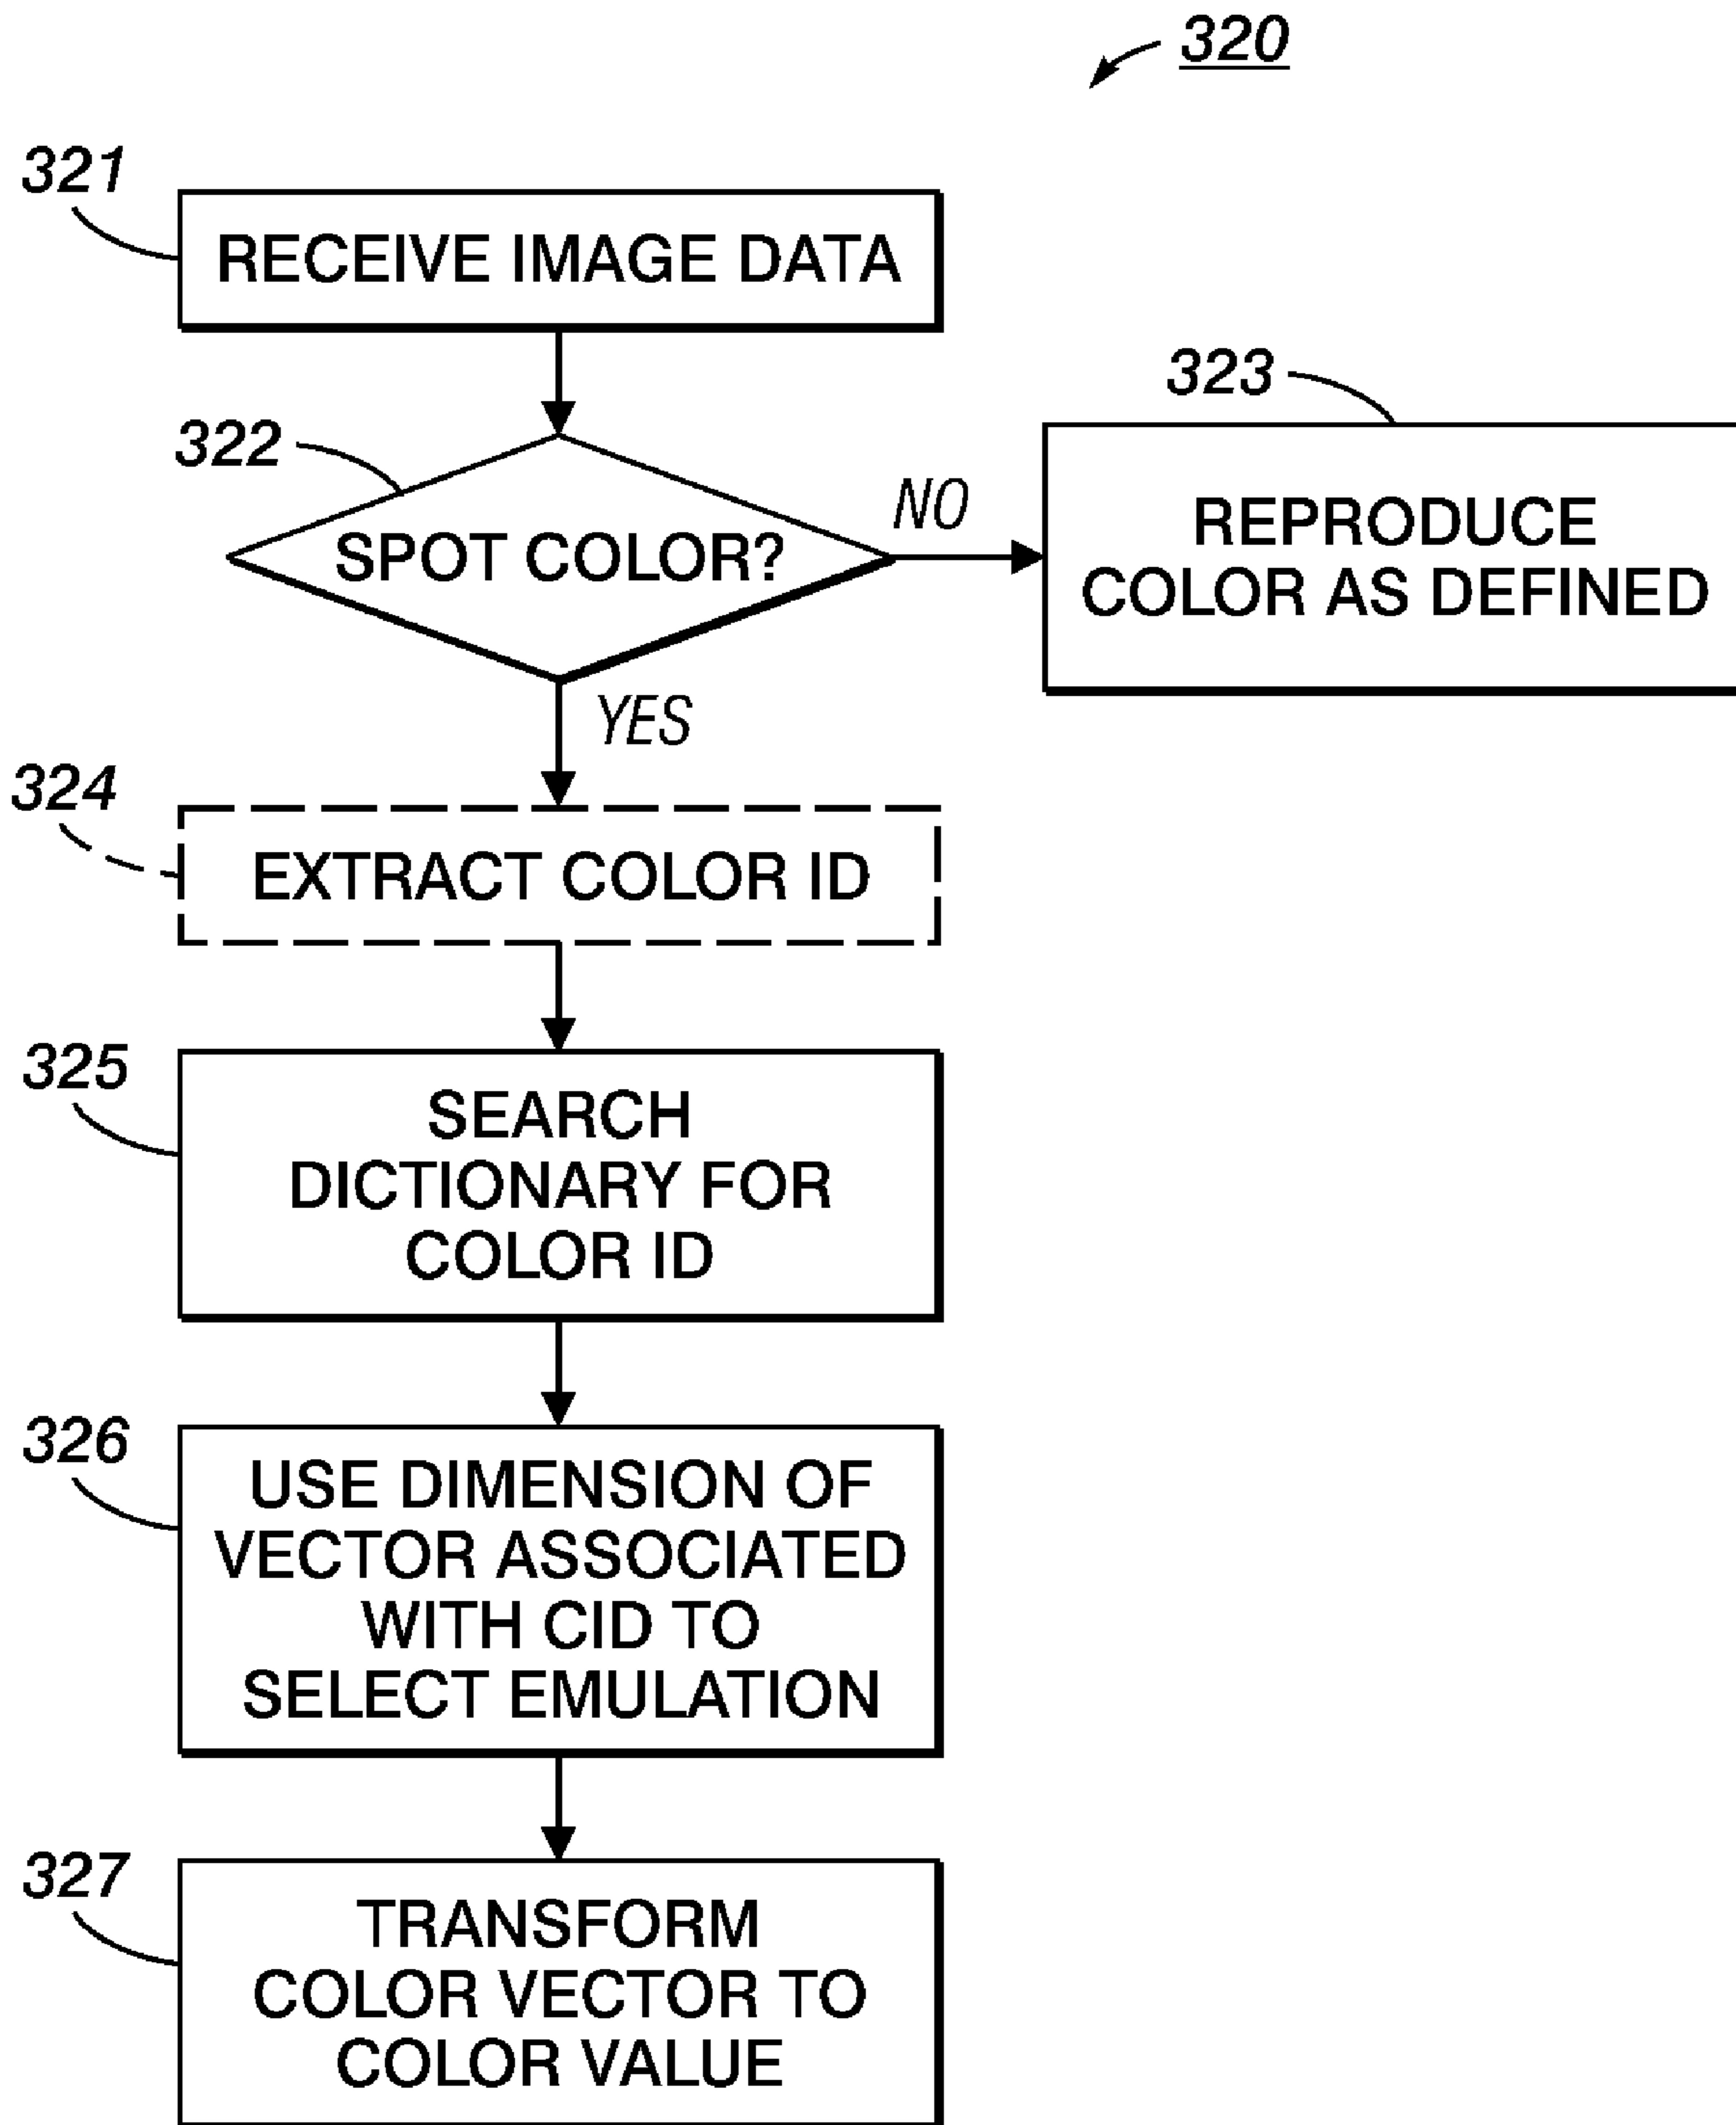 320
321
RECEIVE IMAGE DATA
322
SPOT COLOR?
NO
323
REPRODUCE
COLOR AS DEFINED
YES
324
EXTRACT COLOR ID
325
SEARCH
DICTIONARY FOR
COLOR ID
326
USE DIMENSION OF
VECTOR ASSOCIATED
WITH CID TO
SELECT EMULATION
327
TRANSFORM
COLOR VECTOR TO
COLOR VALUE